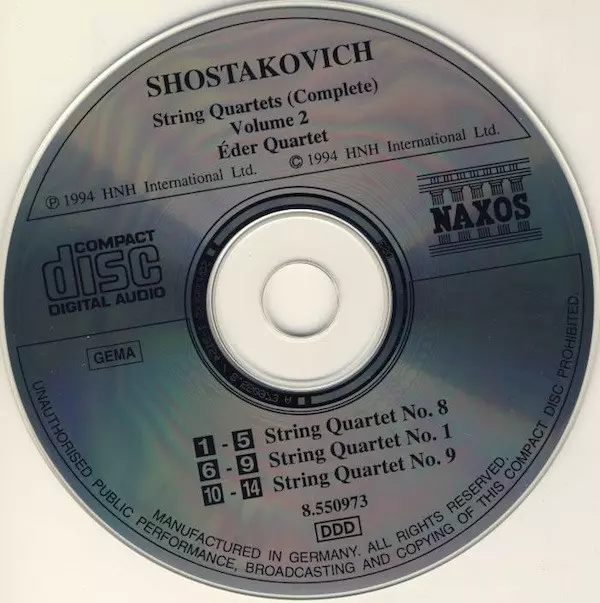 SHOSTAKOVICH
String Quartets (Complete)
Volume 2
Éder Quartet
℗ 1994 HNH International Ltd. © 1994 HNH International Ltd.
NAXOS
COMPACT
disc
DIGITAL AUDIO
GEMA
1 - 5 String Quartet No. 8
6 - 9 String Quartet No. 1
10 - 14 String Quartet No. 9
8.550973
DDD
MANUFACTURED IN GERMANY. ALL RIGHTS RESERVED.
UNAUTHORISED PUBLIC PERFORMANCE, BROADCASTING AND COPYING OF THIS COMPACT DISC PROHIBITED.